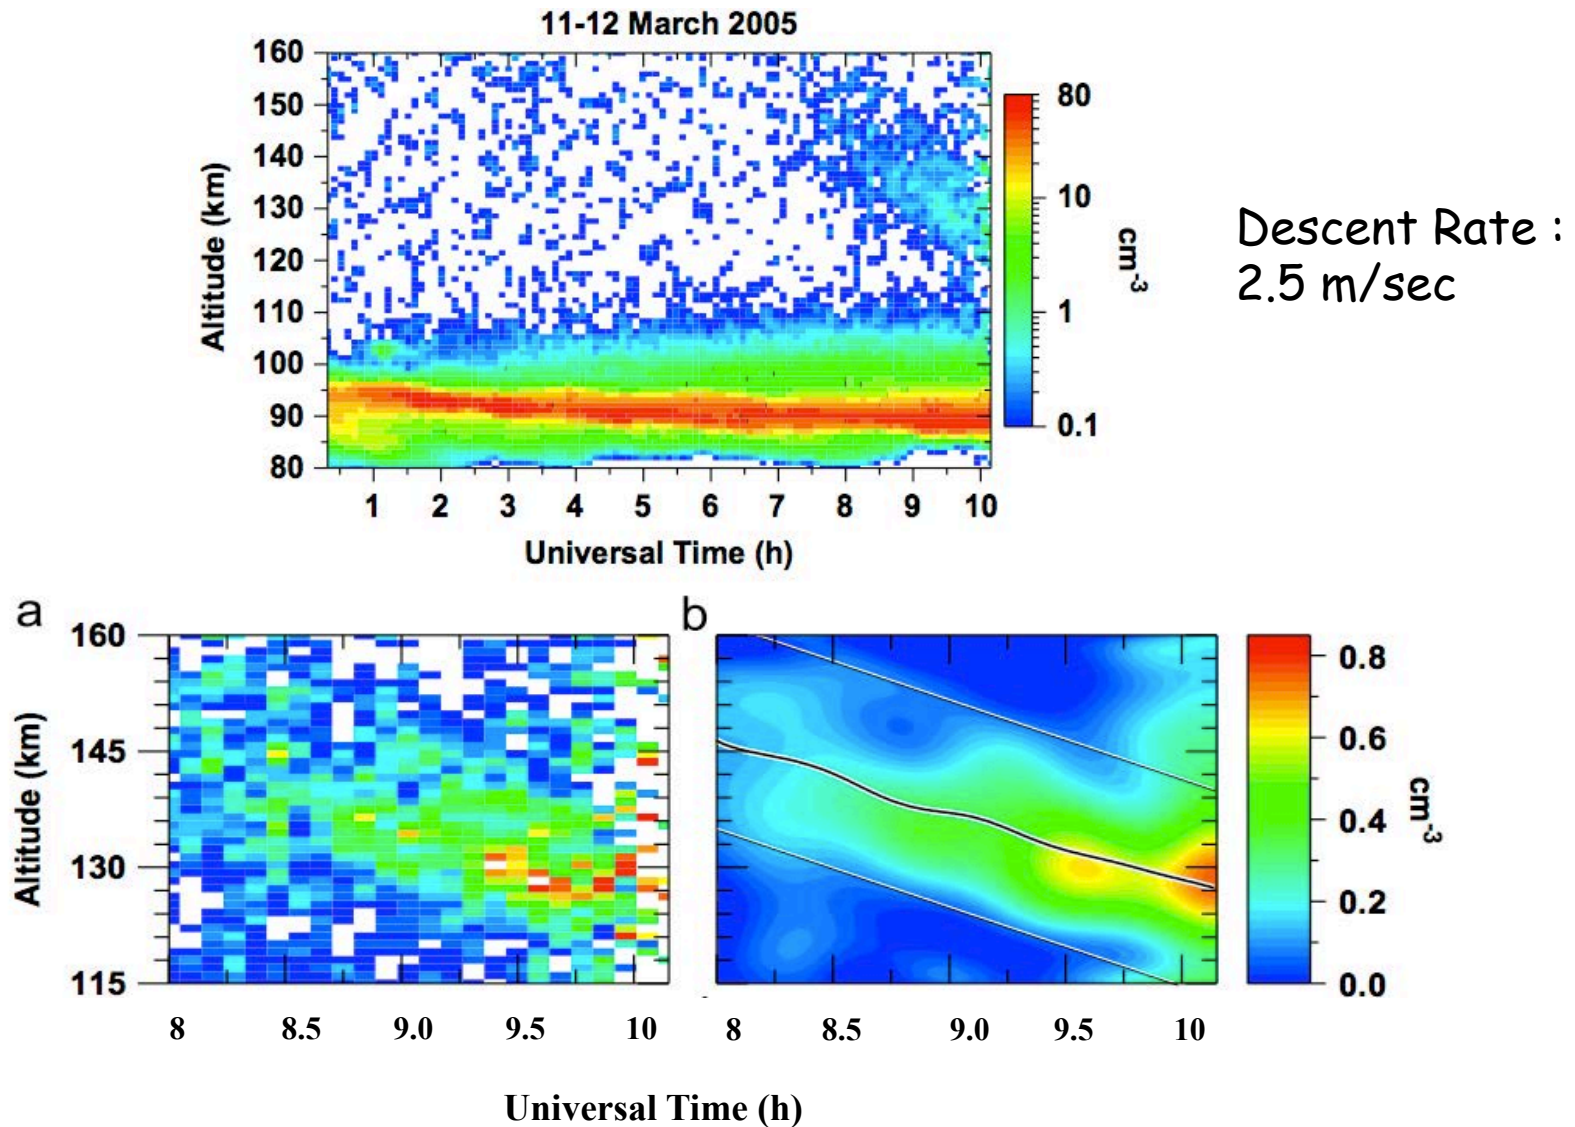 11-12 March 2005
160
150
140
130
120
110
100
90
80
Altitude (km)
1 2 3 4 5 6 7 8 9 10
Universal Time (h)
80
10
1
0.1
cm-3
Descent Rate :
2.5 m/sec
a
160
145
130
115
Altitude (km)
8 8.5 9.0 9.5 10
b
8 8.5 9.0 9.5 10
0.8
0.6
0.4
0.2
0.0
cm-3
Universal Time (h)